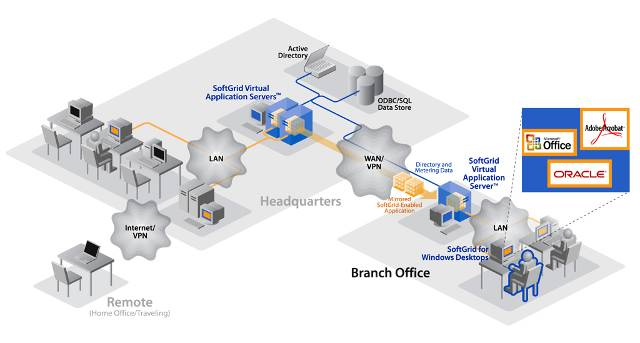 Active
Directory
SoftGrid Virtual
Application Servers™
ODBC/SQL
Data Store
LAN
WAN/
VPN
Directory and
Metering Data
SoftGrid
Virtual
Application
Server™
Microsoft
Office
Adobe Acrobat
ORACLE
Mirrored
SoftGrid-Enabled
Application
Headquarters
Internet/
VPN
LAN
SoftGrid for
Windows Desktops
Branch Office
Remote
(Home Office/Traveling)